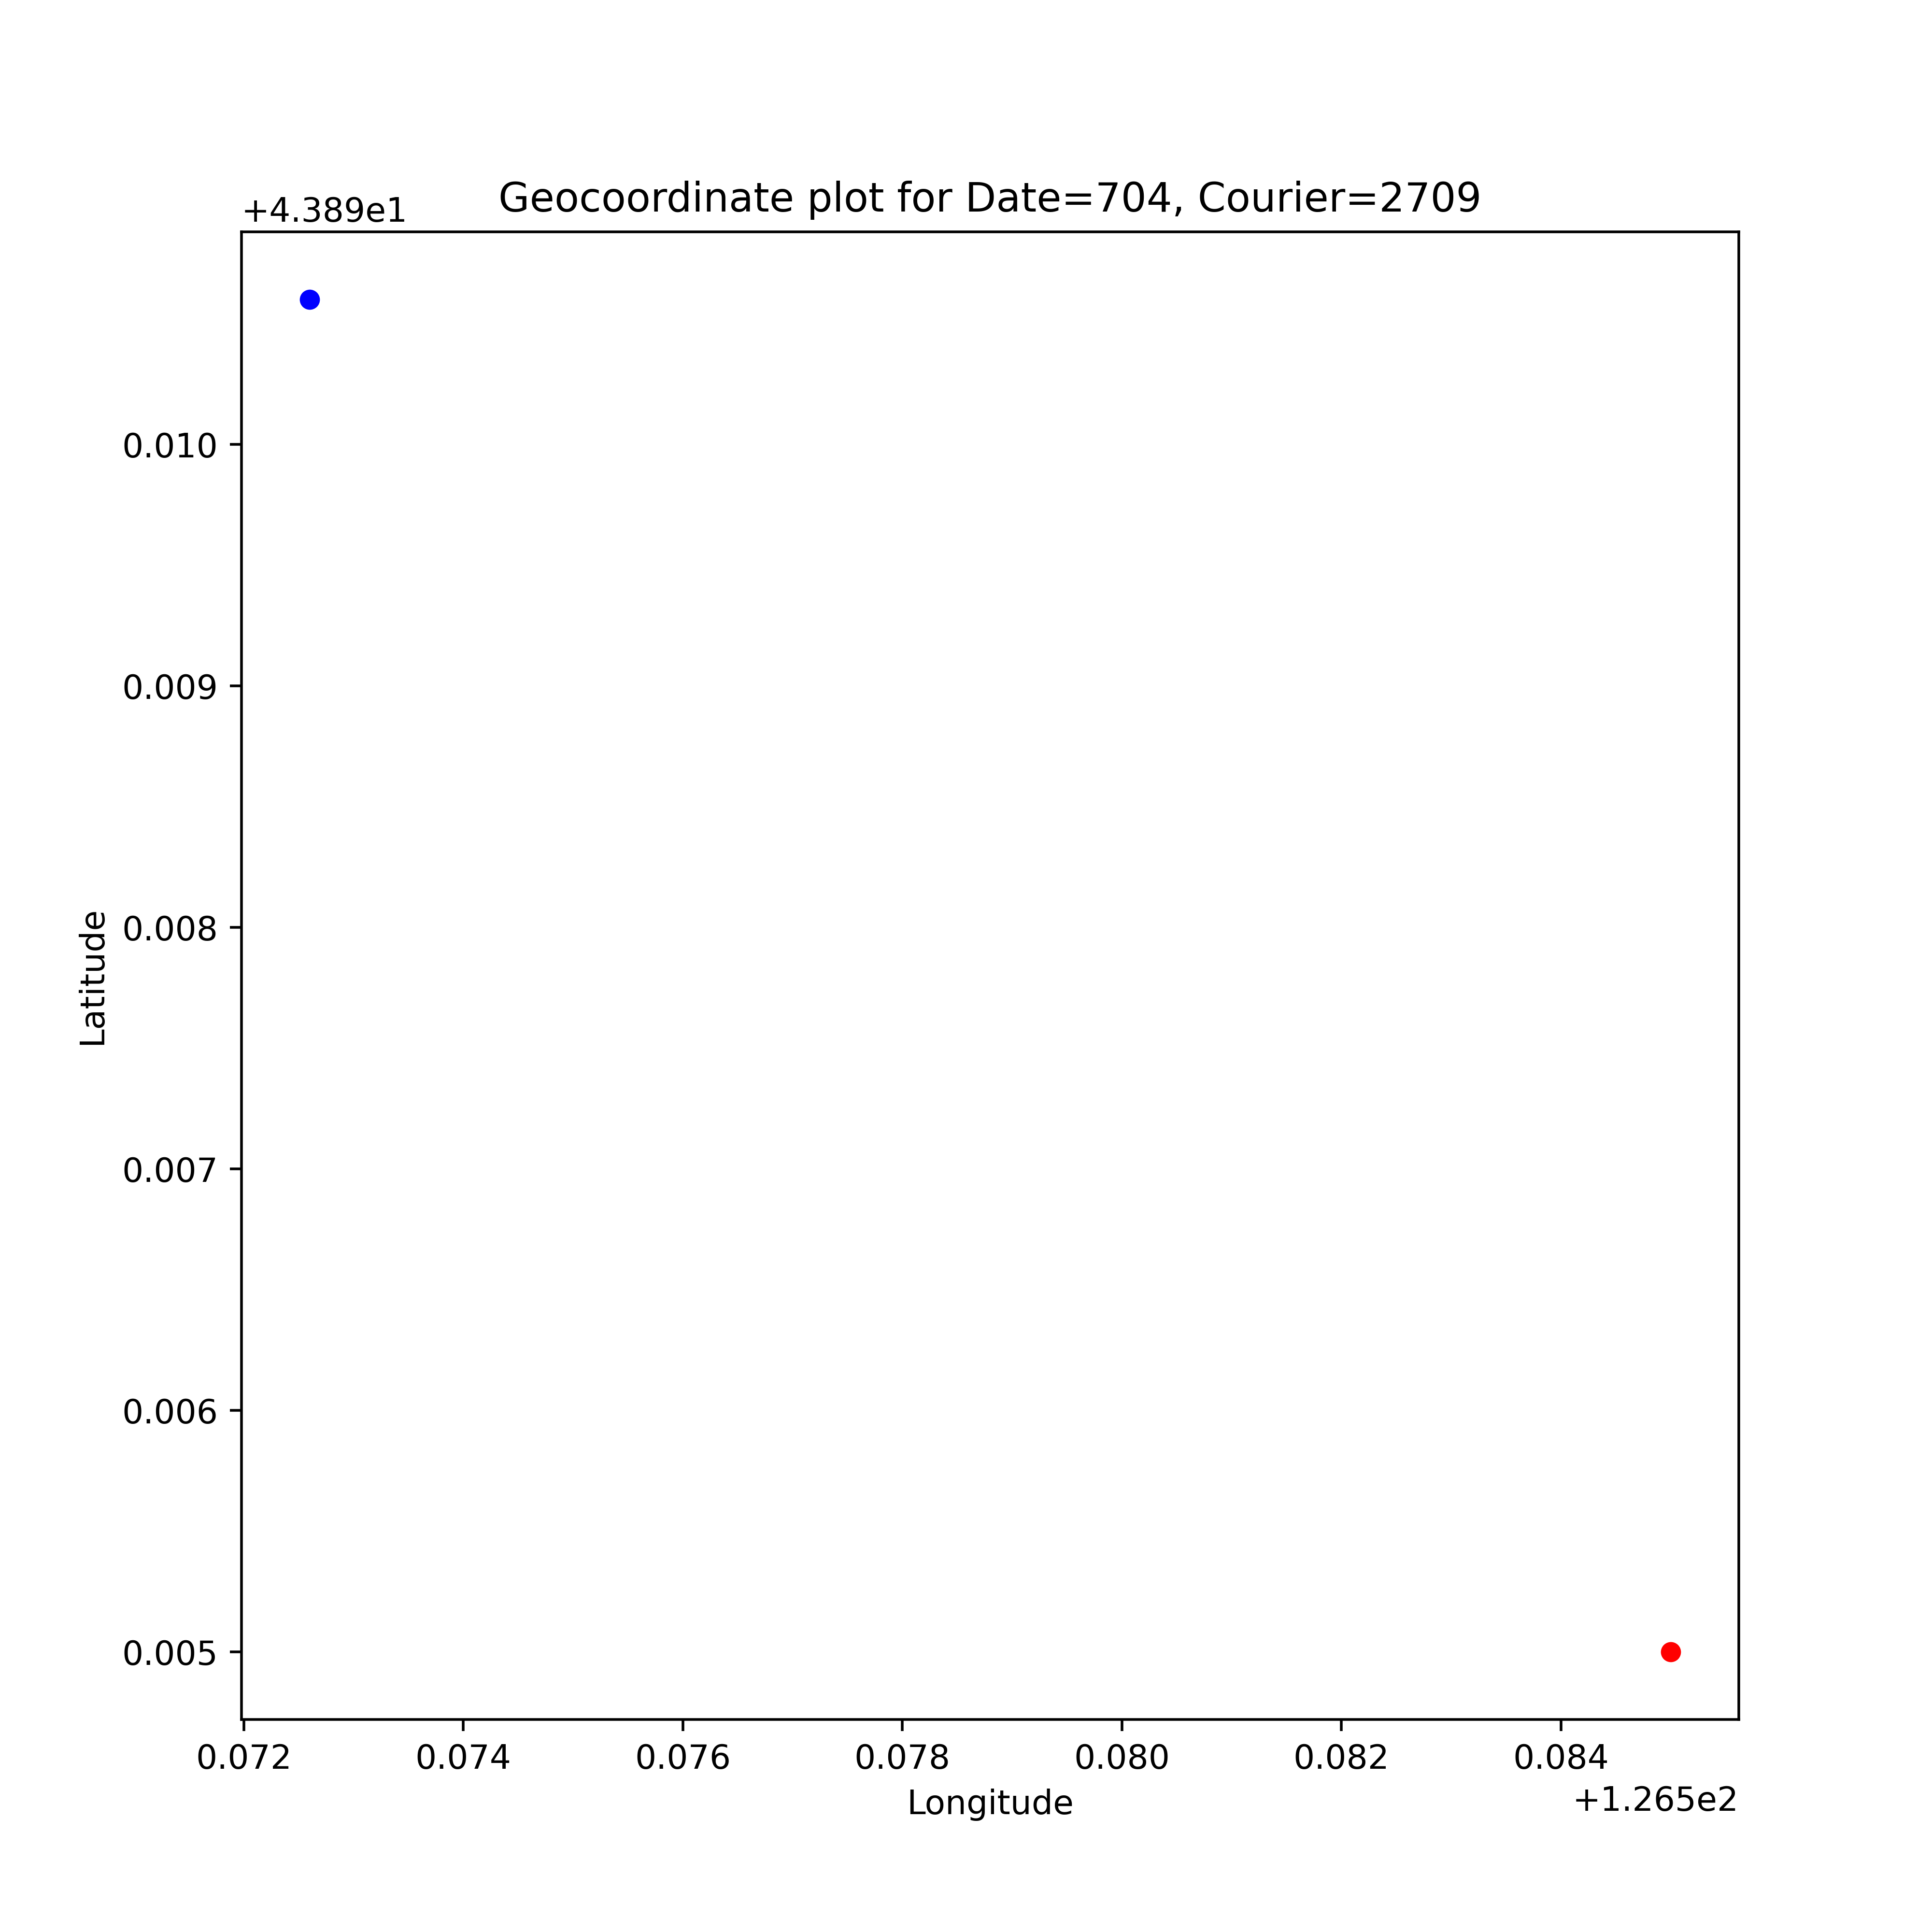 Geocoordinate plot for Date=704, Courier=2709
+4.389e1
0.010
0.009
0.008
0.007
0.006
0.005
Latitude
0.072 0.074 0.076 0.078 0.080 0.082 0.084
Longitude
+1.265e2